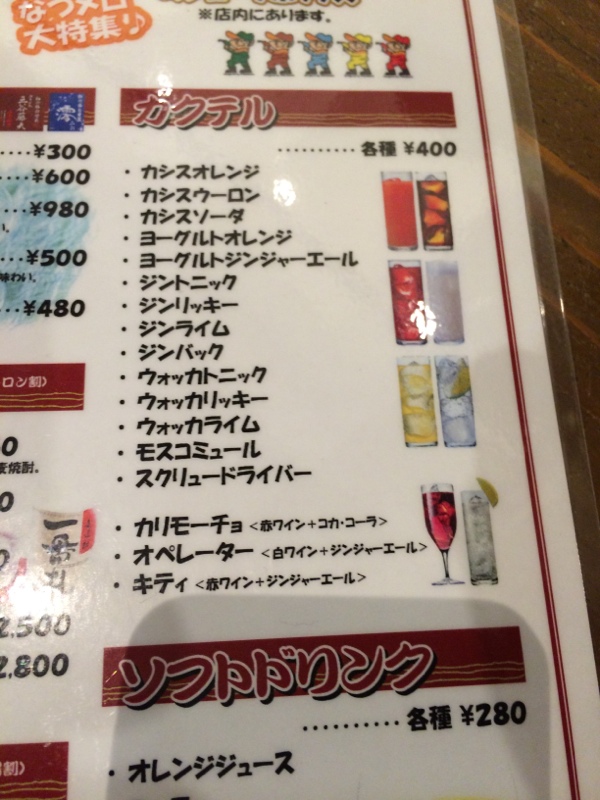 なつメロ
大特集♪
※店内にあります。
カクテル
・・・・・・・・・・・ 各種 ¥400
・カシスオレンジ
・カシスウーロン
・カシスソーダ
・ヨーグルトオレンジ
・ヨーグルトジンジャーエール
・ジントニック
・ジンリッキー
・ジンライム
・ジンバック
・ウォッカトニック
・ウォッカリッキー
・ウォッカライム
・モスコミュール
・スクリュードライバー
・カリモーチョ <赤ワイン+コカ・コーラ>
・オペレーター <白ワイン+ジンジャーエール>
・キティ <赤ワイン+ジンジャーエール>
ソフトドリンク
・・・・・・・・・・ 各種 ¥280
・オレンジジュース
¥300
¥600
¥980
¥500
味わい。
¥480
ロン割)
焼酎。
2,500
2,800
割)